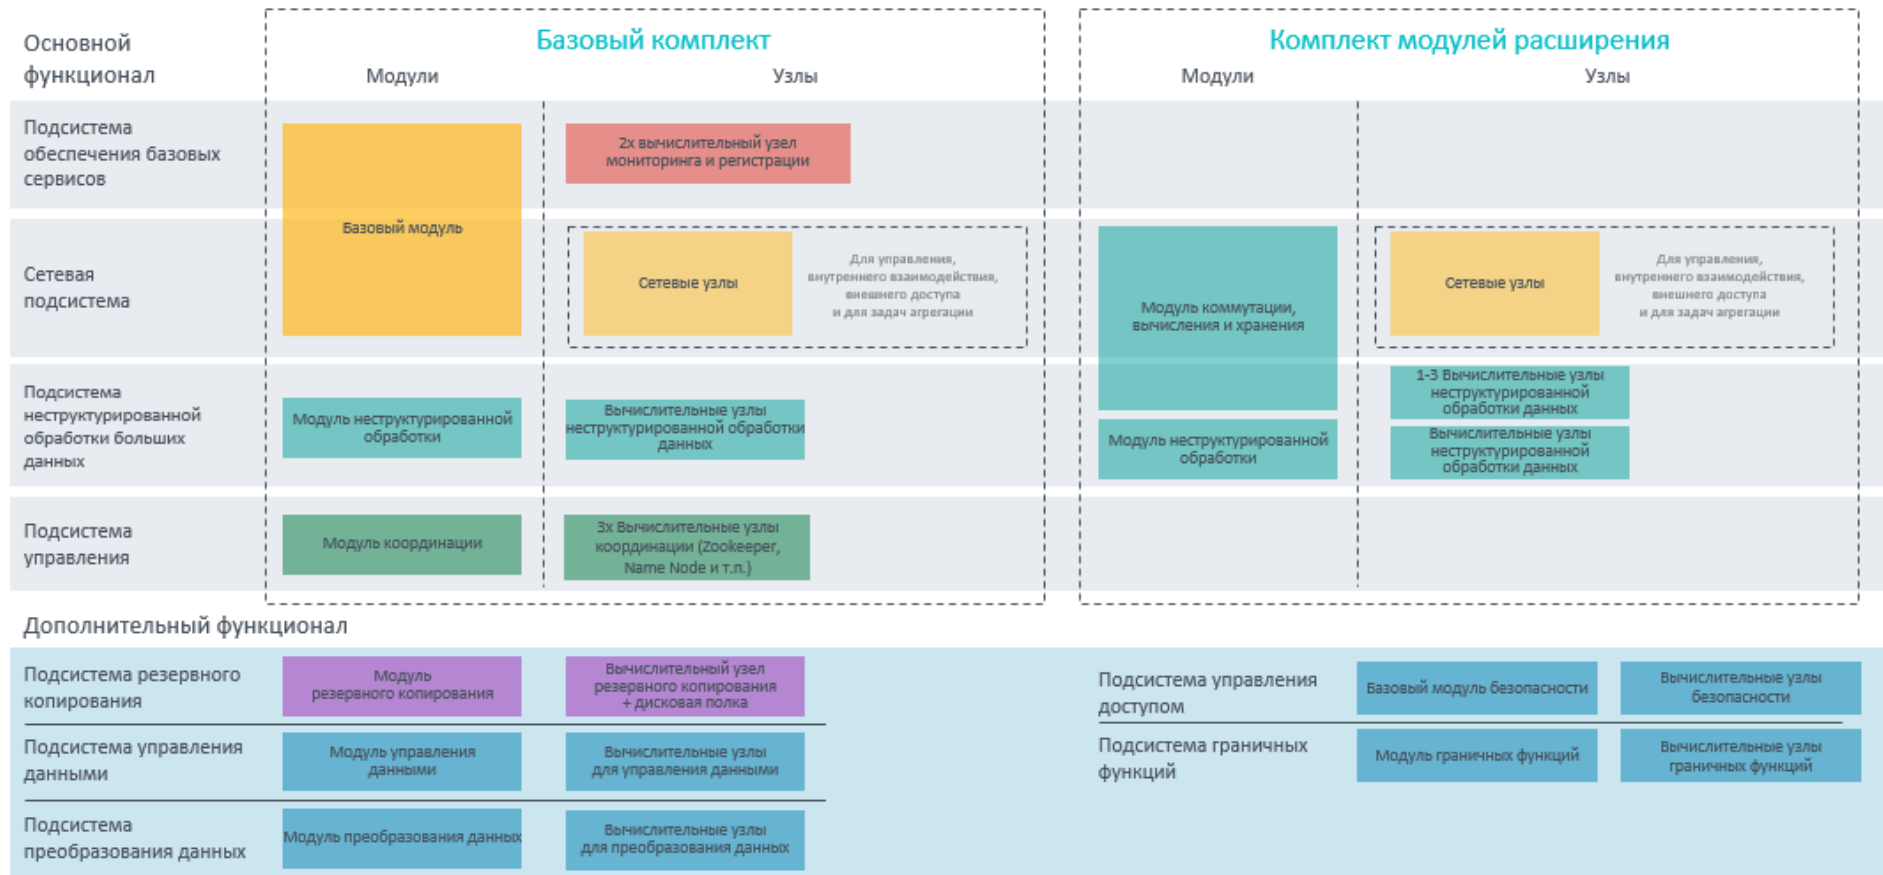 Основной
функционал
Базовый комплект
Модули
Узлы
Комплект модулей расширения
Модули
Узлы
Подсистема
обеспечения базовых
сервисов
Базовый модуль
2х вычислительный узел
мониторинга и регистрации
Сетевая
подсистема
Сетевые узлы
Для управления,
внутреннего взаимодействия,
внешнего доступа
и для задач агрегации
Модуль коммутации,
вычисления и хранения
Сетевые узлы
Для управления,
внутреннего взаимодействия,
внешнего доступа
и для задач агрегации
Подсистема
неструктурированной
обработки больших
данных
Модуль неструктурированной
обработки
Вычислительные узлы
неструктурированной обработки
данных
Модуль неструктурированной
обработки
1-3 Вычислительные узлы
неструктурированной
обработки данных
Вычислительные узлы
неструктурированной
обработки данных
Подсистема
управления
Модуль координации
3х Вычислительные узлы
координации (Zookeeper,
Name Node и т.п.)
Дополнительный функционал
Подсистема резервного
копирования
Модуль
резервного копирования
Вычислительный узел
резервного копирования
+ дисковая полка
Подсистема управления
данными
Модуль управления
данными
Вычислительные узлы
для управления данными
Подсистема
преобразования данных
Модуль преобразования данных
Вычислительные узлы
для преобразования данных
Подсистема управления
доступом
Базовый модуль безопасности
Вычислительные узлы
безопасности
Подсистема граничных
функций
Модуль граничных функций
Вычислительные узлы
граничных функций